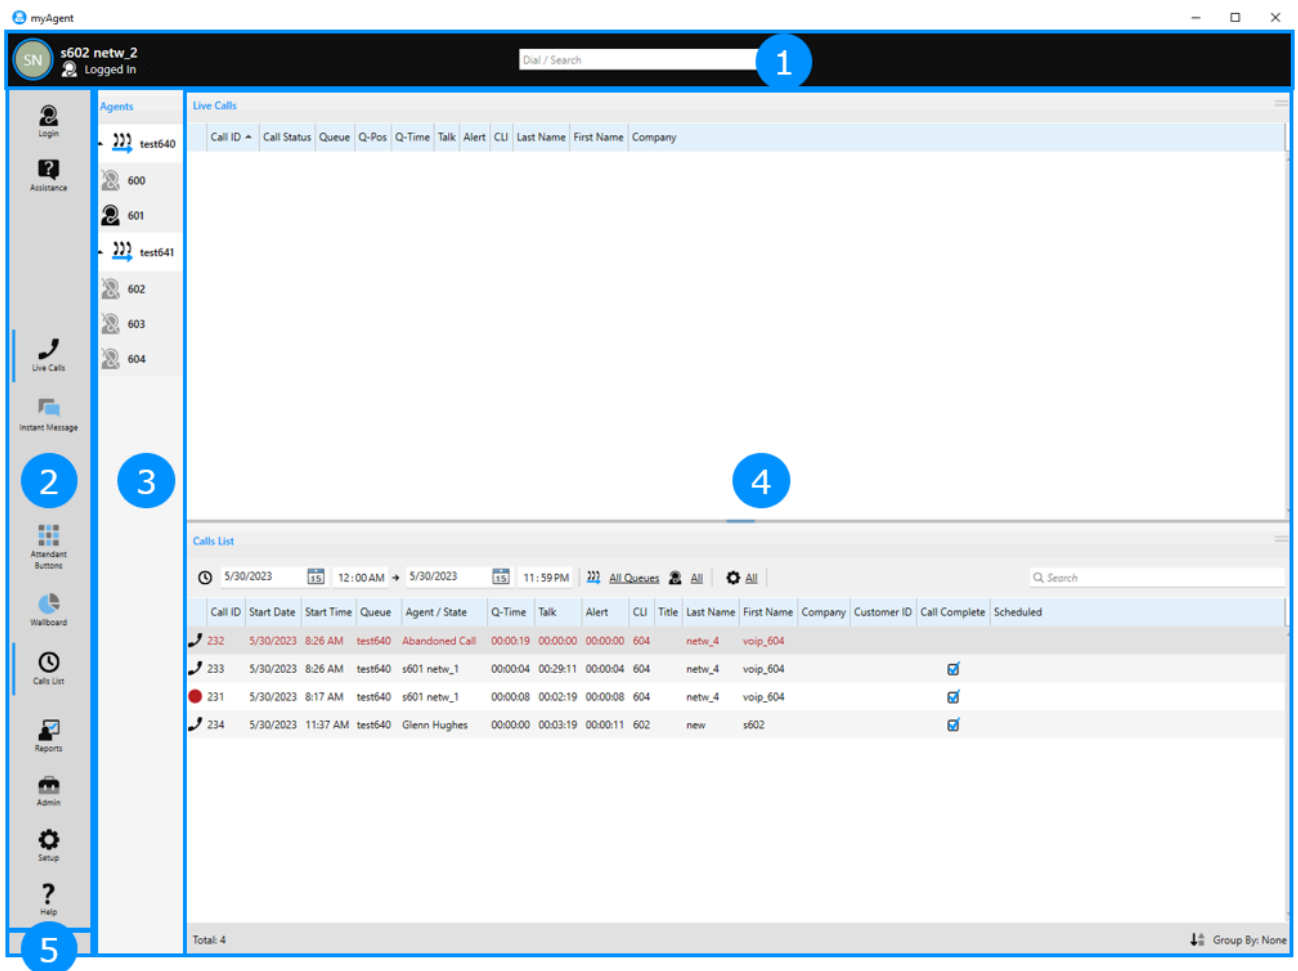 myAgent
SN
s602 netw_2
Logged In
Dial / Search
1
Login
Assistance
Live Calls
Instant Message
2
Attendant
Buttons
Wallboard
Calls List
Reports
Admin
Setup
Help
5
Agents
test640
600
601
test641
602
603
604
3
Live Calls
Call ID Call Status Queue Q-Pos Q-Time Talk Alert CLI Last Name First Name Company
4
Calls List
5/30/2023 15 12:00 AM → 5/30/2023 15 11:59 PM All Queues All All Search
Call ID Start Date Start Time Queue Agent / State Q-Time Talk Alert CLI Title Last Name First Name Company Customer ID Call Complete Scheduled
232 5/30/2023 8:26 AM test640 Abandoned Call 00:00:19 00:00:00 00:00:00 604 netw_4 voip_604
233 5/30/2023 8:26 AM test640 s601 netw_1 00:00:04 00:29:11 00:00:04 604 netw_4 voip_604
231 5/30/2023 8:17 AM test640 s601 netw_1 00:00:08 00:02:19 00:00:08 604 netw_4 voip_604
234 5/30/2023 11:37 AM test640 Glenn Hughes 00:00:00 00:03:19 00:00:11 602 new s602
Total: 4 Group By: None